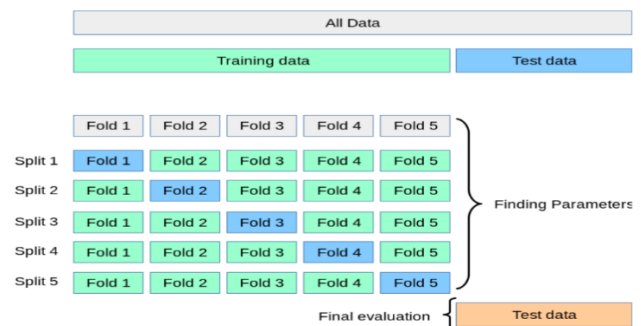 All Data
Training data Test data
Fold 1 Fold 2 Fold 3 Fold 4 Fold 5
Split 1 Fold 1 Fold 2 Fold 3 Fold 4 Fold 5
Split 2 Fold 1 Fold 2 Fold 3 Fold 4 Fold 5
Split 3 Fold 1 Fold 2 Fold 3 Fold 4 Fold 5
Split 4 Fold 1 Fold 2 Fold 3 Fold 4 Fold 5
Split 5 Fold 1 Fold 2 Fold 3 Fold 4 Fold 5
Finding Parameters
Final evaluation Test data